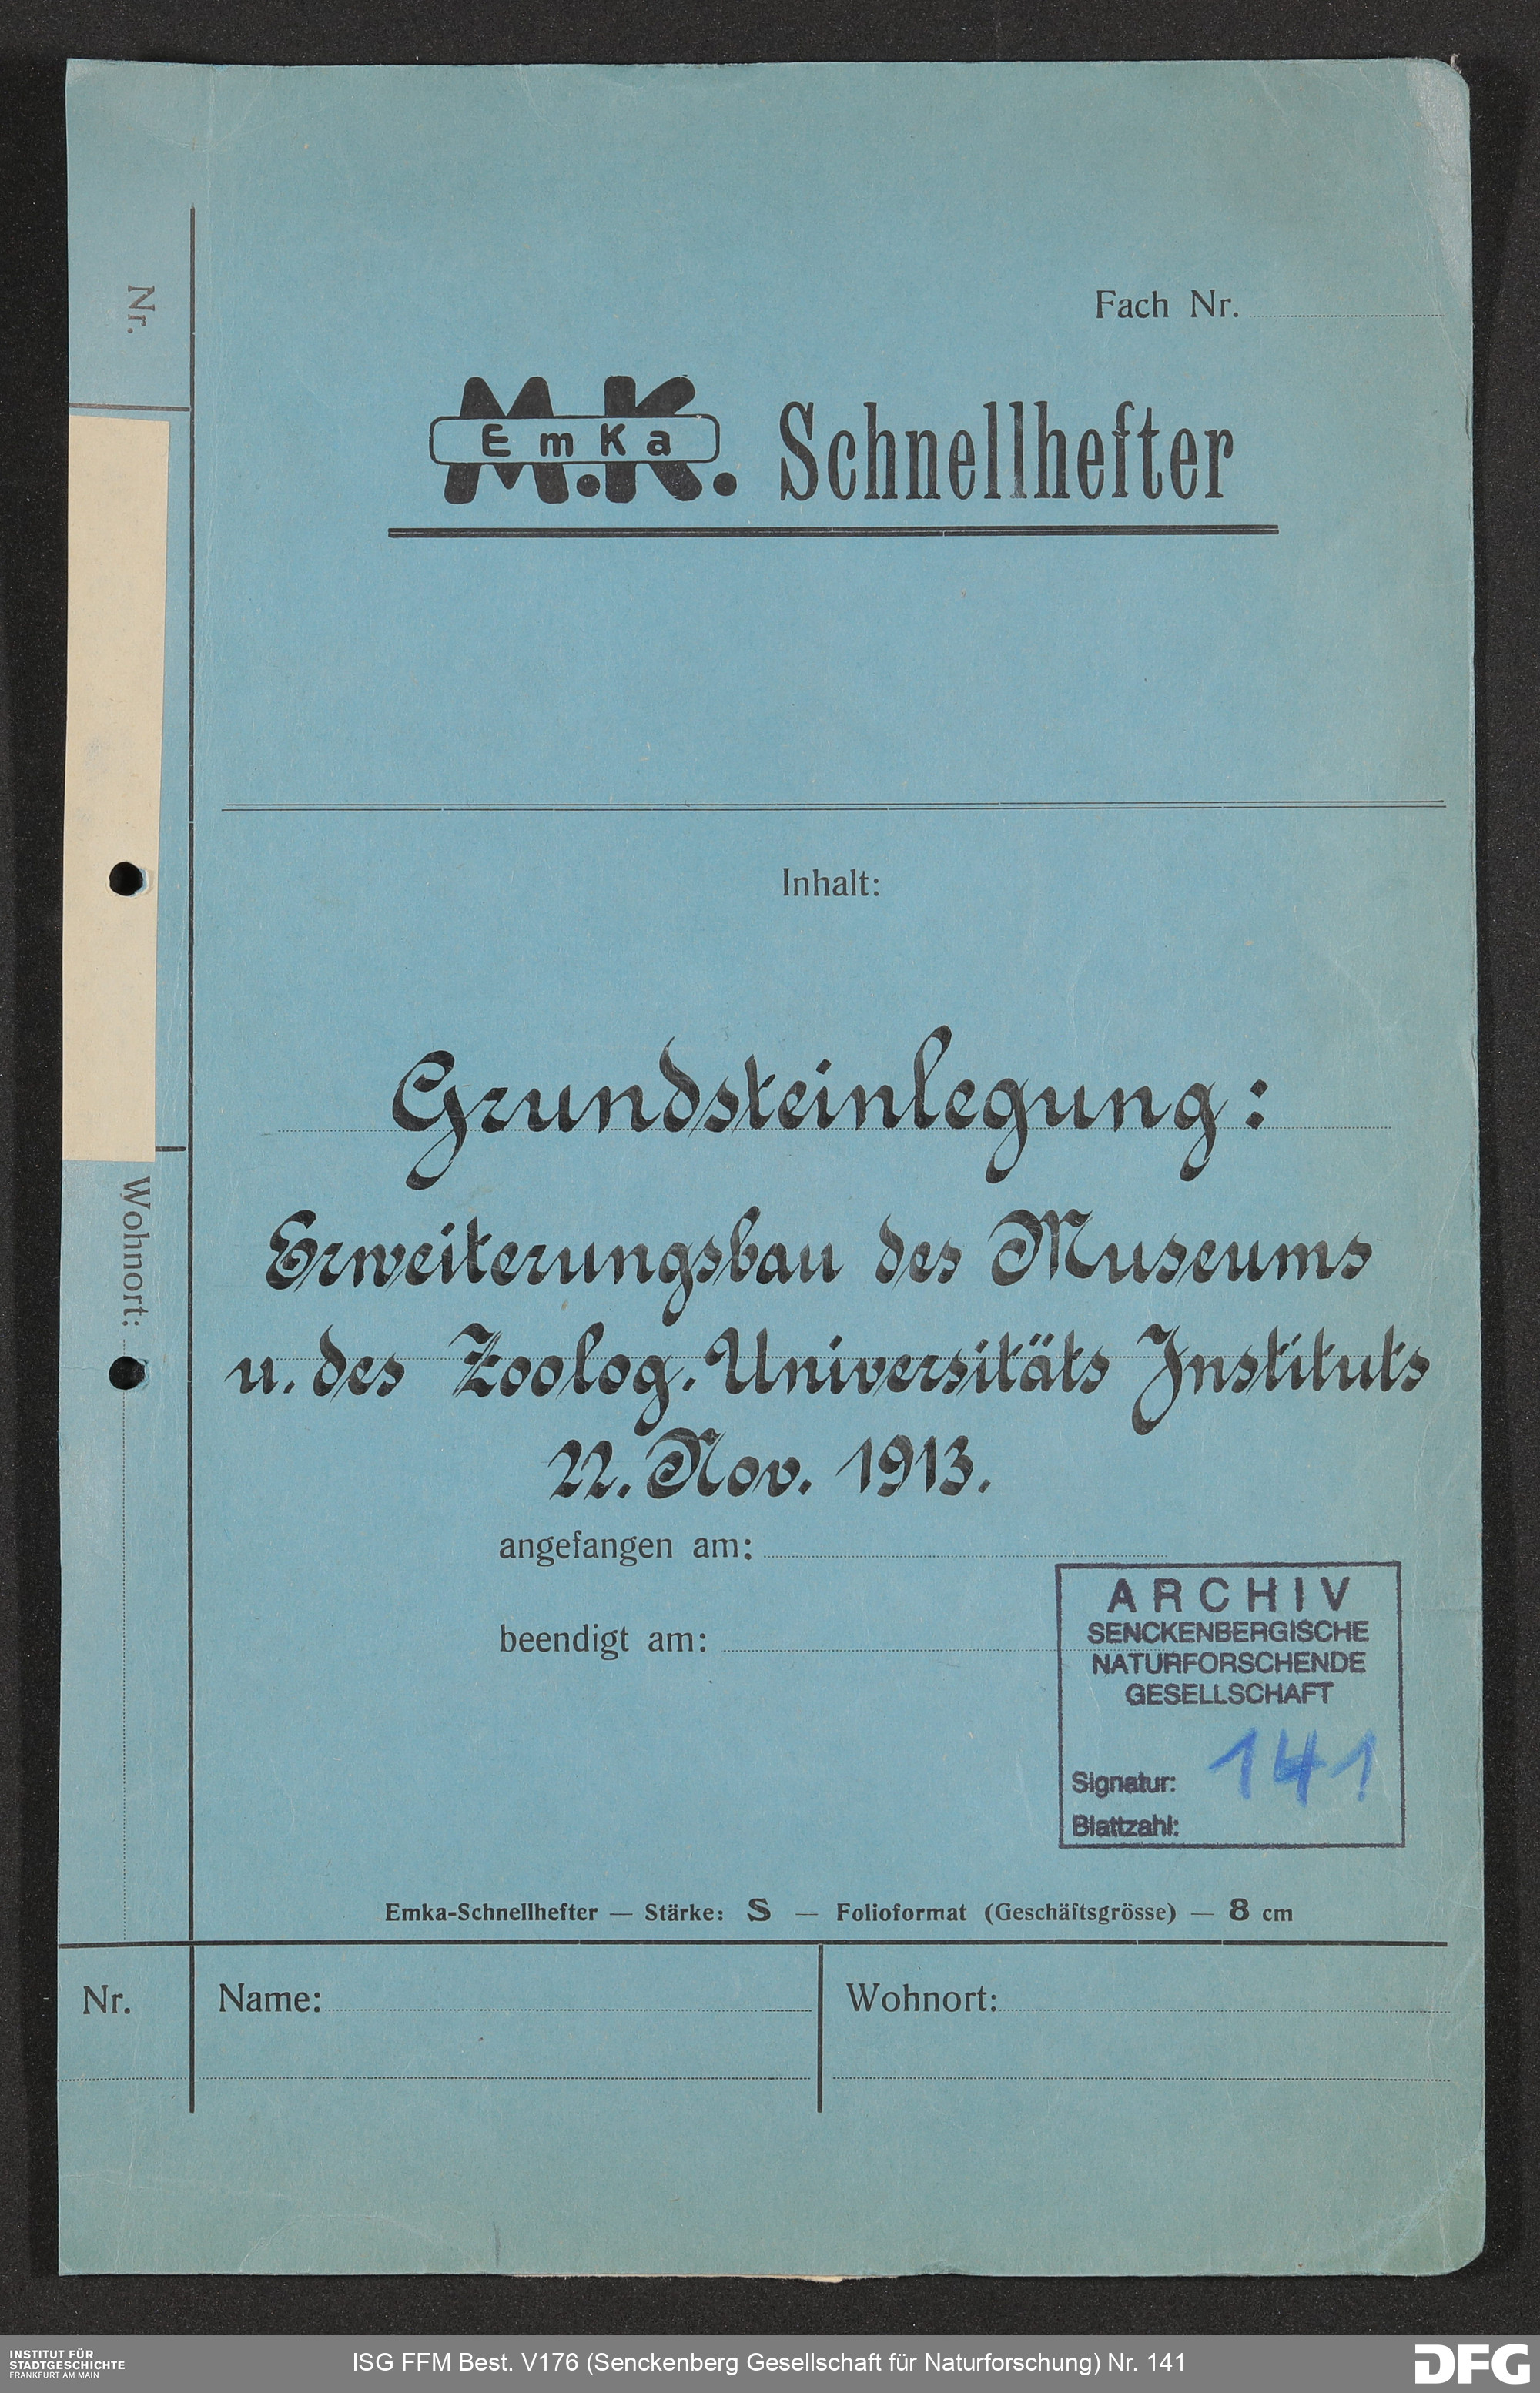 Nr.
Fach Nr.
M.K.
EmKa
Schnellhefter
Inhalt:
Grundsteinlegung:
Erweiterungsbau des Museums
u. des Zoolog. Universitäts Instituts
22. Nov. 1913.
Wohnort:
angefangen am:
beendigt am:
ARCHIV
SENCKENBERGISCHE
NATURFORSCHENDE
GESELLSCHAFT
Signatur: 141
Blattzahl:
Emka-Schnellhefter — Stärke: S — Folioformat (Geschäftsgrösse) — 8 cm
Nr. Name: Wohnort:
INSTITUT FÜR
STADTGESCHICHTE
FRANKFURT AM MAIN
ISG FFM Best. V176 (Senckenberg Gesellschaft für Naturforschung) Nr. 141
DFG